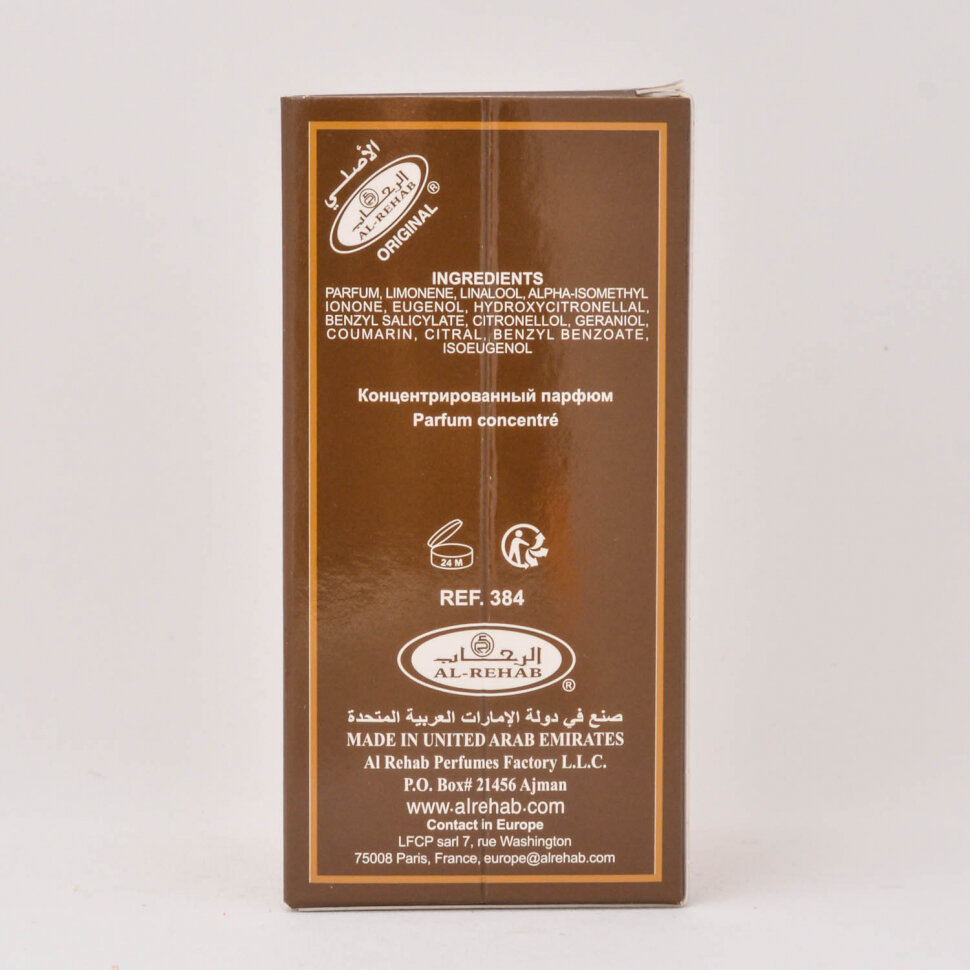 الأصلي
الرحاب
AL-REHAB
®
ORIGINAL
INGREDIENTS
PARFUM, LIMONENE, LINALOOL, ALPHA-ISOMETHYL
IONONE, EUGENOL, HYDROXYCITRONELLAL,
BENZYL SALICYLATE, CITRONELLOL, GERANIOL,
COUMARIN, CITRAL, BENZYL BENZOATE,
ISOEUGENOL
Концентрированный парфюм
Parfum concentré
24 M
REF. 384
الرحاب
AL-REHAB
®
صنع في دولة الإمارات العربية المتحدة
MADE IN UNITED ARAB EMIRATES
Al Rehab Perfumes Factory L.L.C.
P.O. Box# 21456 Ajman
www.alrehab.com
Contact in Europe
LFCP sarl 7, rue Washington
75008 Paris, France, europe@alrehab.com